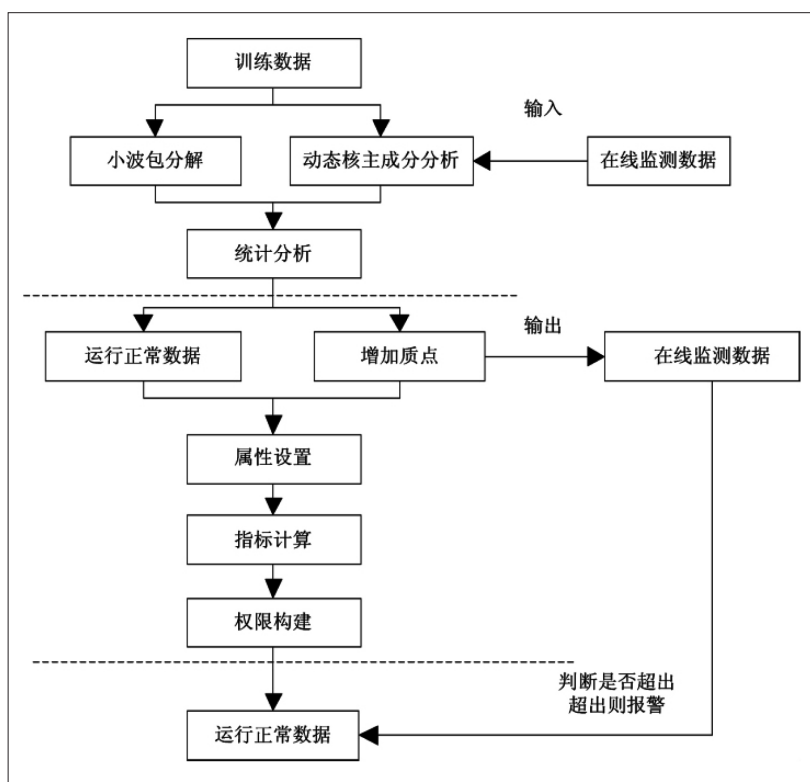 训练数据
输入
小波包分解
动态核主成分分析
在线监测数据
统计分析
运行正常数据
增加质点
输出
在线监测数据
属性设置
指标计算
权限构建
判断是否超出
超出则报警
运行正常数据